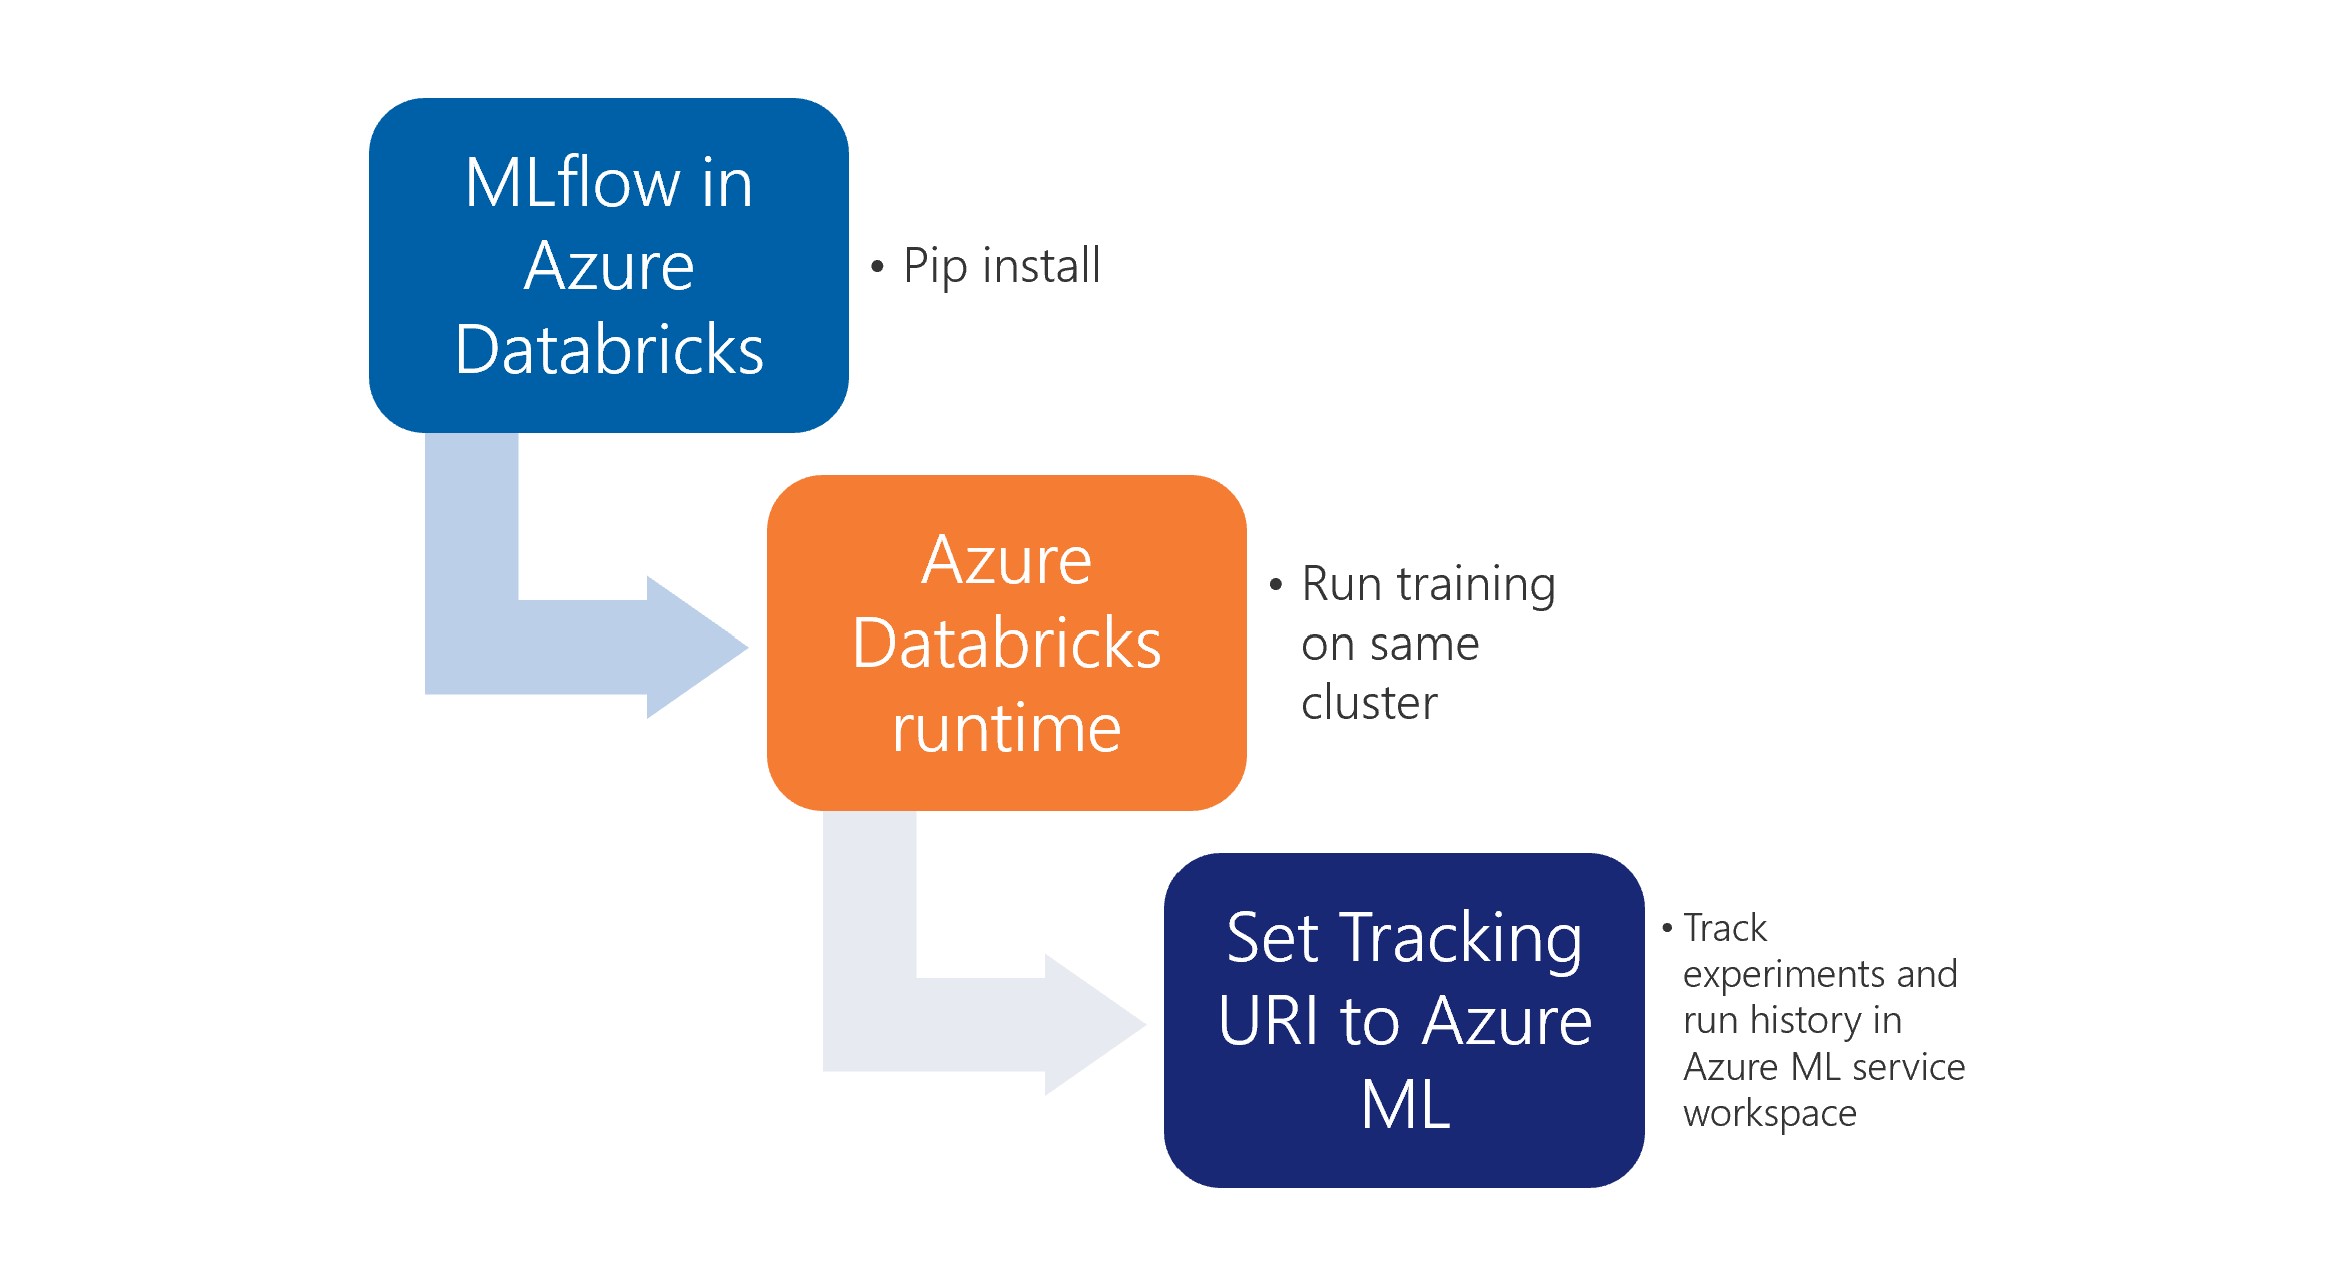 MLflow in
Azure
Databricks
• Pip install
Azure
Databricks
runtime
• Run training
on same
cluster
Set Tracking
URI to Azure
ML
• Track
experiments and
run history in
Azure ML service
workspace